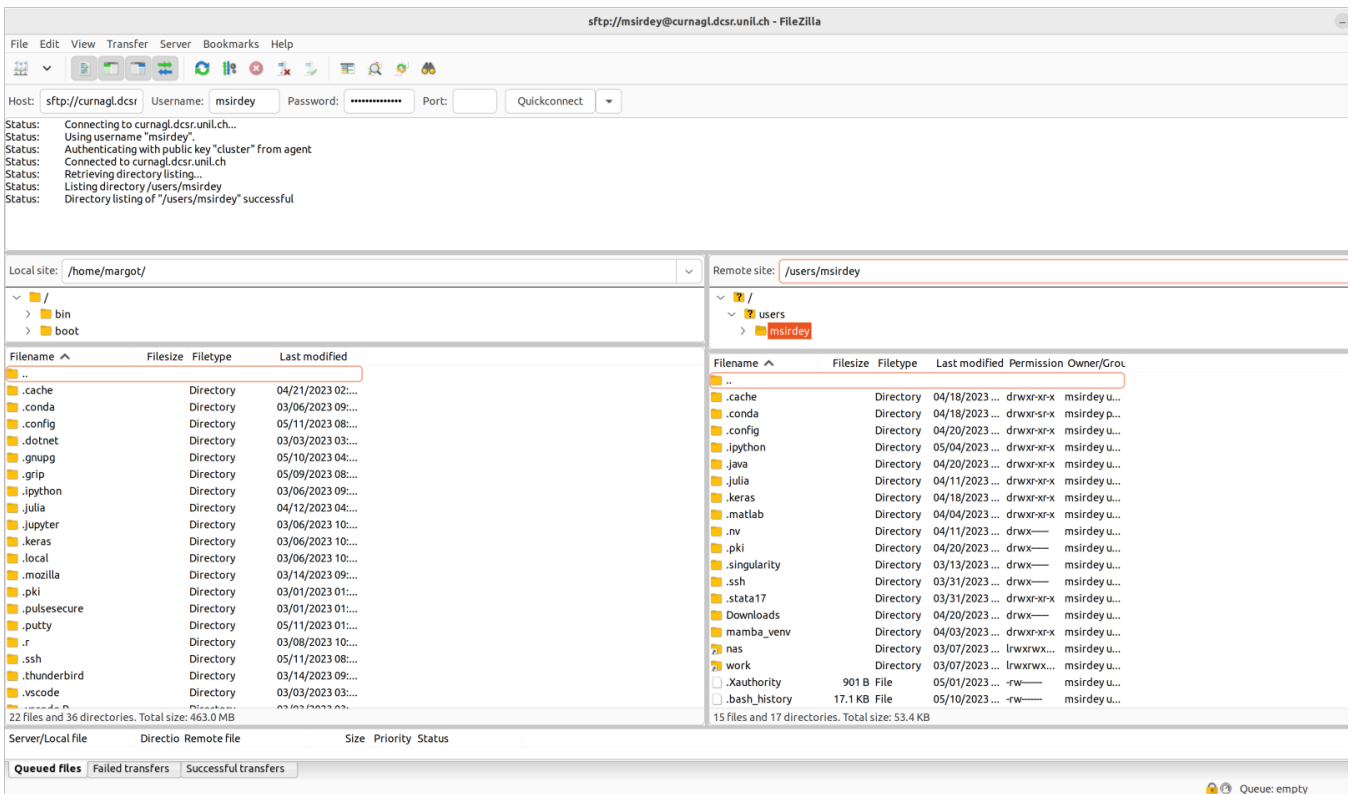 sftp://msirdey@curnagl.dcsr.unil.ch - FileZilla
File Edit View Transfer Server Bookmarks Help
Host: sftp://curnagl.dcsr Username: msirdey Password: •••••••••••••• Port: Quickconnect
Status: Connecting to curnagl.dcsr.unil.ch...
Status: Using username "msirdey".
Status: Authenticating with public key "cluster" from agent
Status: Connected to curnagl.dcsr.unil.ch
Status: Retrieving directory listing...
Status: Listing directory /users/msirdey
Status: Directory listing of "/users/msirdey" successful
Local site: /home/margot/
/
bin
boot
Filename Filesize Filetype Last modified
..
.cache Directory 04/21/2023 02:...
.conda Directory 03/06/2023 09:...
.config Directory 05/11/2023 08:...
.dotnet Directory 03/03/2023 03:...
.gnupg Directory 05/10/2023 04:...
.grip Directory 05/09/2023 08:...
.ipython Directory 03/06/2023 09:...
.julia Directory 04/12/2023 04:...
.jupyter Directory 03/06/2023 10:...
.keras Directory 03/06/2023 10:...
.local Directory 03/06/2023 10:...
.mozilla Directory 03/14/2023 09:...
.pki Directory 03/01/2023 01:...
.pulsesecure Directory 03/01/2023 01:...
.putty Directory 05/11/2023 01:...
.r Directory 03/08/2023 10:...
.ssh Directory 05/11/2023 08:...
.thunderbird Directory 03/14/2023 09:...
.vscode Directory 03/03/2023 03:...
22 files and 36 directories. Total size: 463.0 MB
Remote site: /users/msirdey
/
users
msirdey
Filename Filesize Filetype Last modified Permission Owner/Grou
..
.cache Directory 04/18/2023 ... drwxr-xr-x msirdey u...
.conda Directory 04/18/2023 ... drwxr-sr-x msirdey p...
.config Directory 04/20/2023 ... drwxr-xr-x msirdey u...
.ipython Directory 05/04/2023 ... drwxr-xr-x msirdey u...
.java Directory 04/20/2023 ... drwxr-xr-x msirdey u...
.julia Directory 04/11/2023 ... drwxr-xr-x msirdey u...
.keras Directory 04/18/2023 ... drwxr-xr-x msirdey u...
.matlab Directory 04/04/2023 ... drwxr-xr-x msirdey u...
.nv Directory 04/11/2023 ... drwx------ msirdey u...
.pki Directory 04/20/2023 ... drwx------ msirdey u...
.singularity Directory 03/13/2023 ... drwx------ msirdey u...
.ssh Directory 03/31/2023 ... drwx------ msirdey u...
.stata17 Directory 03/31/2023 ... drwxr-xr-x msirdey u...
Downloads Directory 04/20/2023 ... drwx------ msirdey u...
mamba_venv Directory 04/03/2023 ... drwxr-xr-x msirdey u...
nas Directory 03/07/2023 ... lrwxrwx... msirdey u...
work Directory 03/07/2023 ... lrwxrwx... msirdey u...
.Xauthority 901 B File 05/01/2023 ... -rw------- msirdey u...
.bash_history 17.1 KB File 05/10/2023 ... -rw------- msirdey u...
15 files and 17 directories. Total size: 53.4 KB
Server/Local file Directio Remote file Size Priority Status
Queued files Failed transfers Successful transfers
Queue: empty